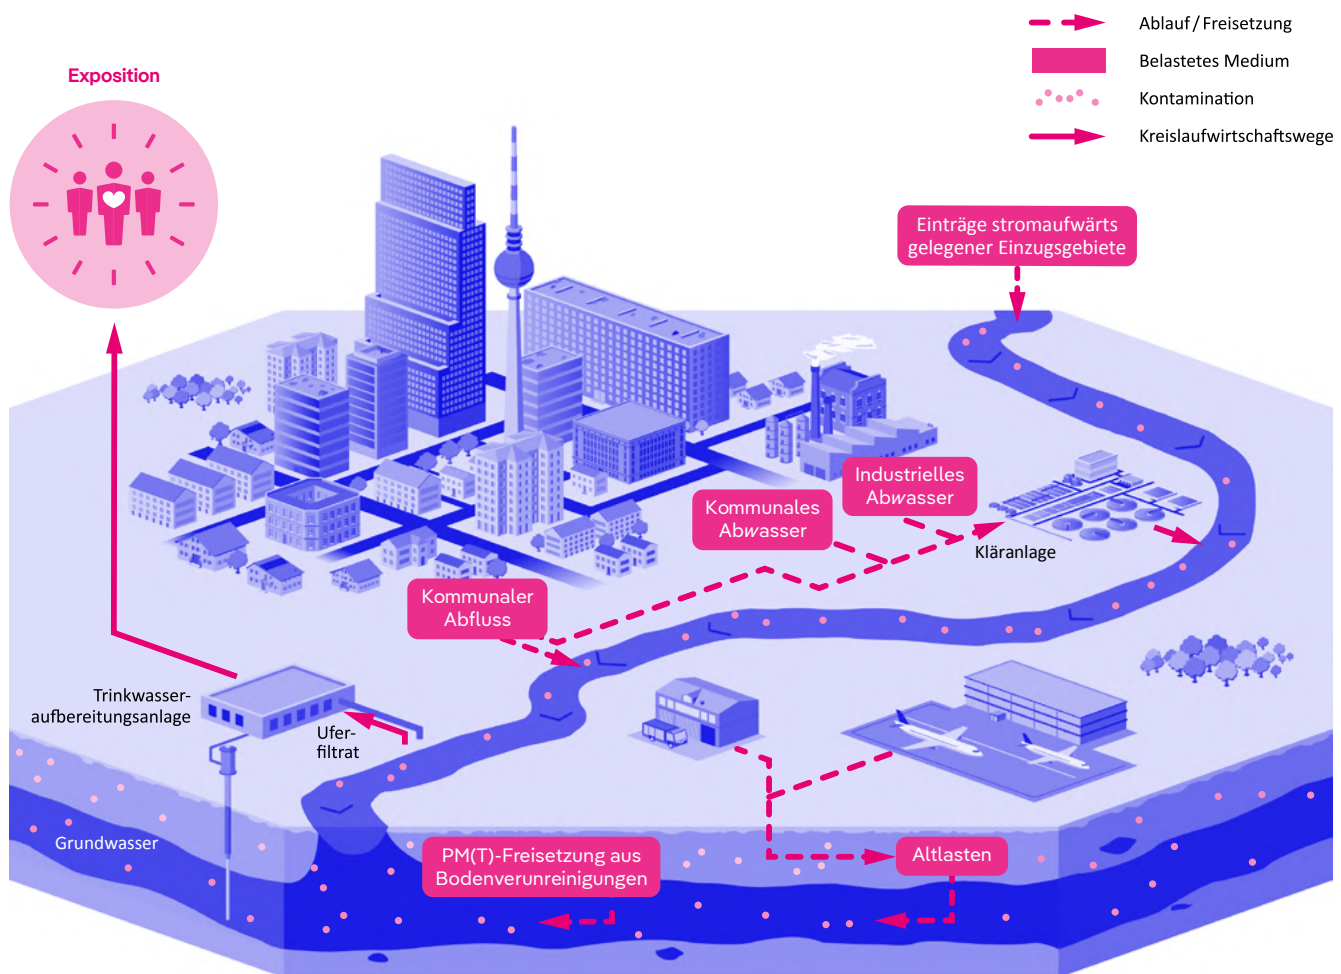 Ablauf / Freisetzung
Belastetes Medium
Kontamination
Kreislaufwirtschaftswege
Exposition
Einträge stromaufwärts
gelegener Einzugsgebiete
Industrielles
Abwasser
Kommunales
Abwasser
Kläranlage
Kommunaler
Abfluss
Trinkwasser-
aufbereitungsanlage
Ufer-
filtrat
Grundwasser
PM(T)-Freisetzung aus
Bodenverunreinigungen
Altlasten